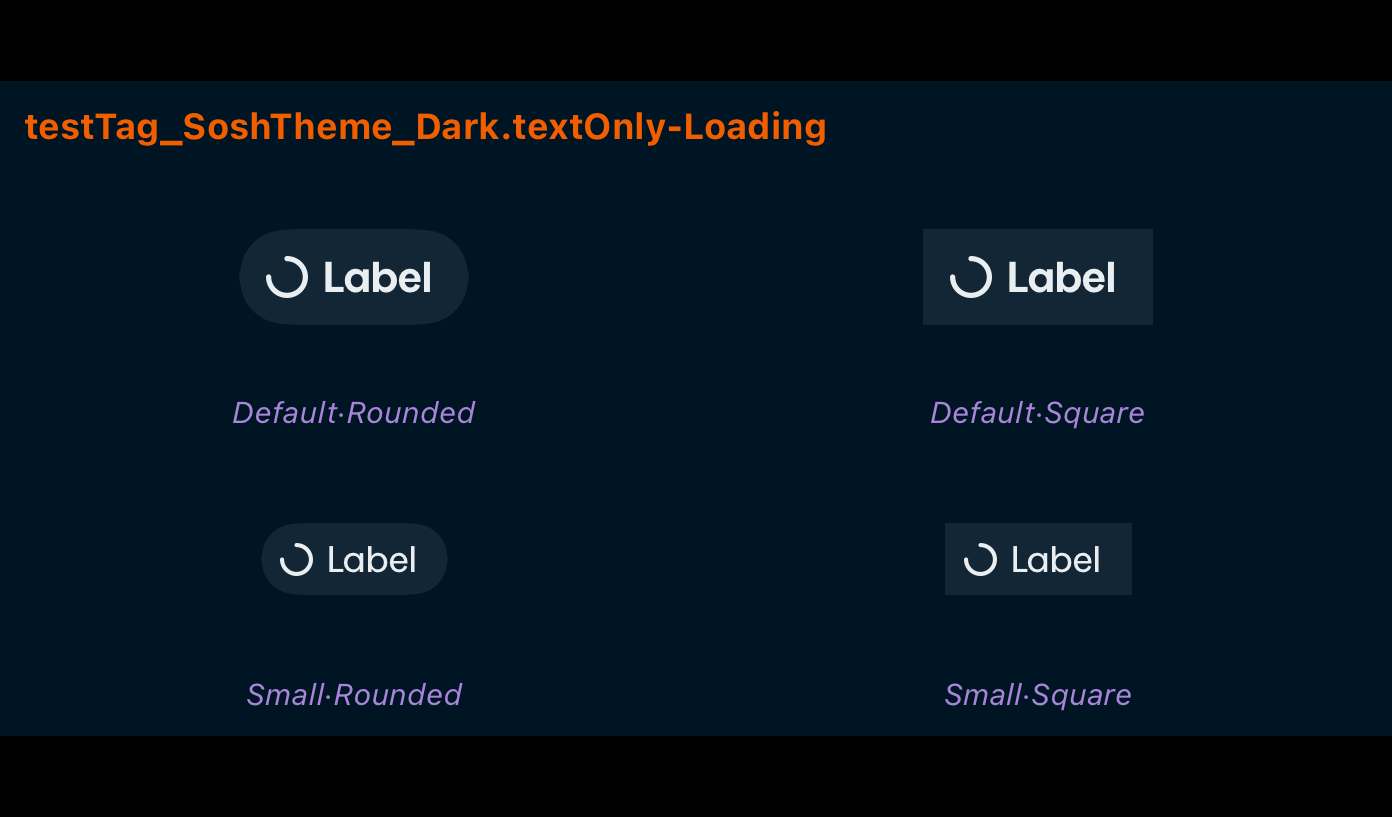 testTag_SoshTheme_Dark.textOnly-Loading
Label
Label
Default·Rounded
Default·Square
Label
Label
Small·Rounded
Small·Square